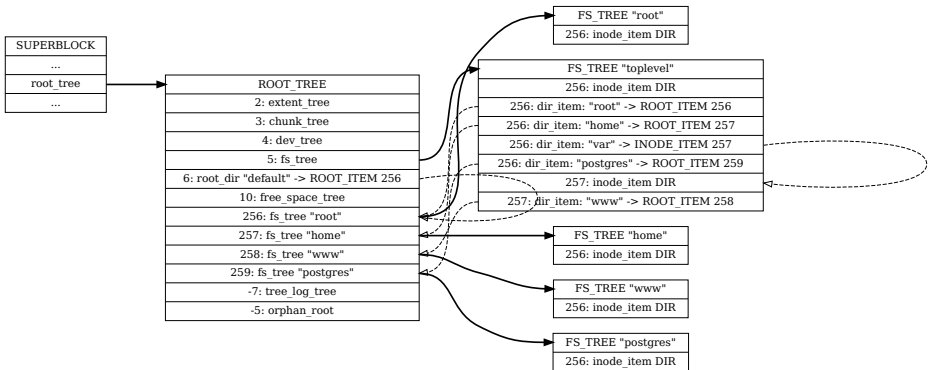 SUPERBLOCK
...
root_tree
...
ROOT_TREE
2: extent_tree
3: chunk_tree
4: dev_tree
5: fs_tree
6: root_dir "default" -> ROOT_ITEM 256
10: free_space_tree
256: fs_tree "root"
257: fs_tree "home"
258: fs_tree "www"
259: fs_tree "postgres"
-7: tree_log_tree
-5: orphan_root
FS_TREE "root"
256: inode_item DIR
FS_TREE "toplevel"
256: inode_item DIR
256: dir_item: "root" -> ROOT_ITEM 256
256: dir_item: "home" -> ROOT_ITEM 257
256: dir_item: "var" -> INODE_ITEM 257
256: dir_item: "postgres" -> ROOT_ITEM 259
257: inode_item DIR
257: dir_item: "www" -> ROOT_ITEM 258
FS_TREE "home"
256: inode_item DIR
FS_TREE "www"
256: inode_item DIR
FS_TREE "postgres"
256: inode_item DIR